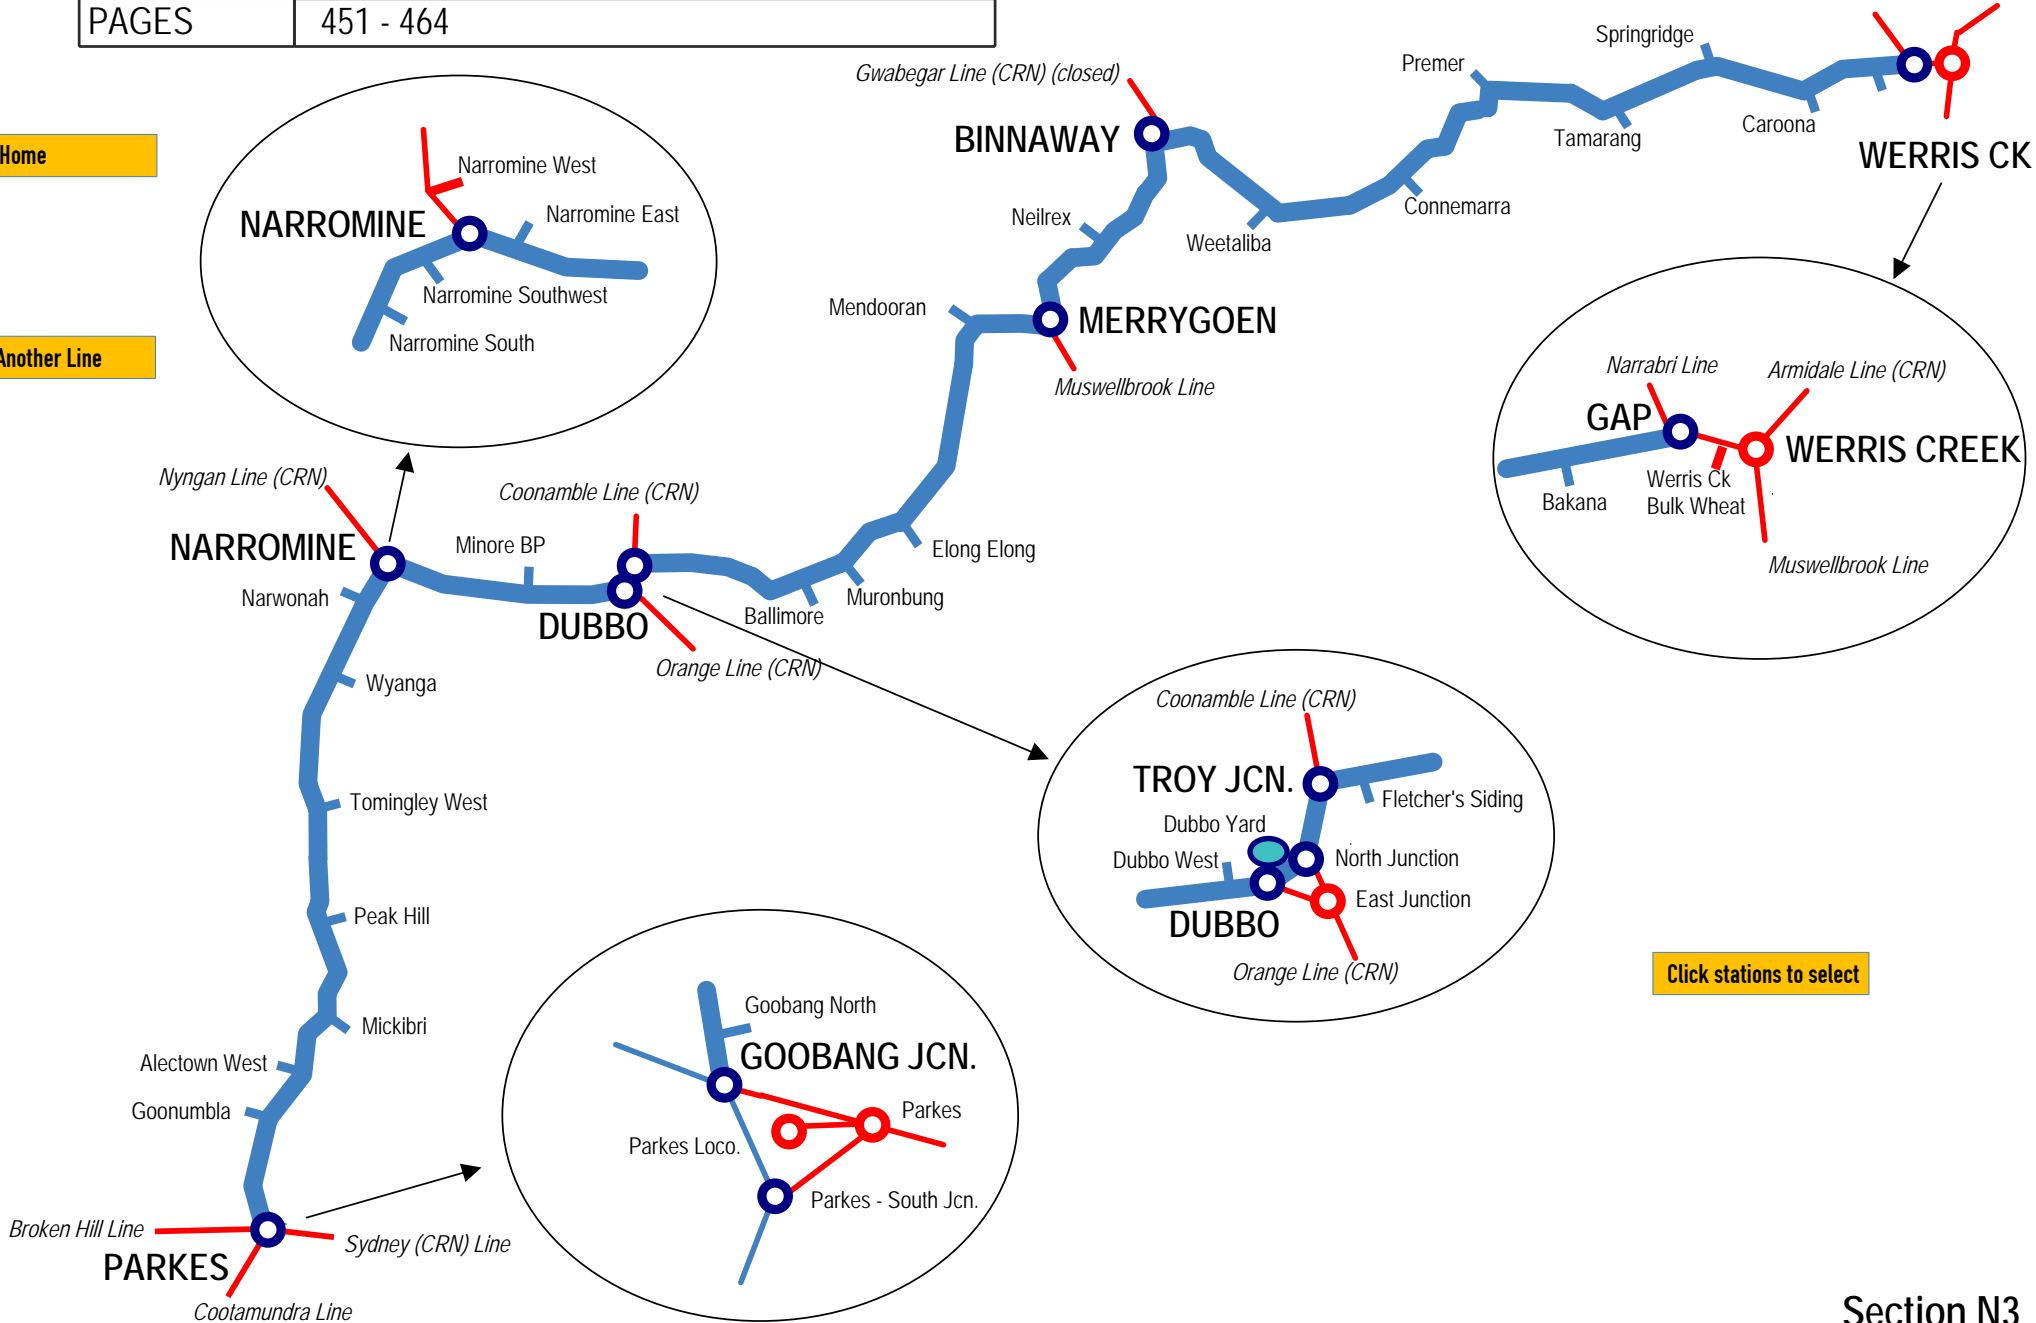 PAGES 451 - 464
Springridge
Premer
Gwabegar Line (CRN) (closed)
BINNAWAY
Tamarang
Caroona
WERRIS CK
Home
Narromine West
NARROMINE
Narromine East
Narromine Southwest
Narromine South
Neilrex
Weetaliba
Connemarra
Mendooran
MERRYGOEN
Muswellbrook Line
Another Line
Narrabri Line
Armidale Line (CRN)
GAP
WERRIS CREEK
Bakana
Werris Ck
Bulk Wheat
Muswellbrook Line
Nyngan Line (CRN)
Coonamble Line (CRN)
NARROMINE
Minore BP
Elong Elong
Narwonah
DUBBO
Ballimore
Muronbung
Orange Line (CRN)
Wyanga
Coonamble Line (CRN)
TROY JCN.
Fletcher's Siding
Dubbo Yard
Dubbo West
North Junction
East Junction
DUBBO
Orange Line (CRN)
Tomingley West
Peak Hill
Click stations to select
Goobang North
Mickibri
GOOBANG JCN.
Alectown West
Goonumbla
Parkes
Parkes Loco.
Parkes - South Jcn.
Broken Hill Line
Sydney (CRN) Line
PARKES
Cootamundra Line
Section N3